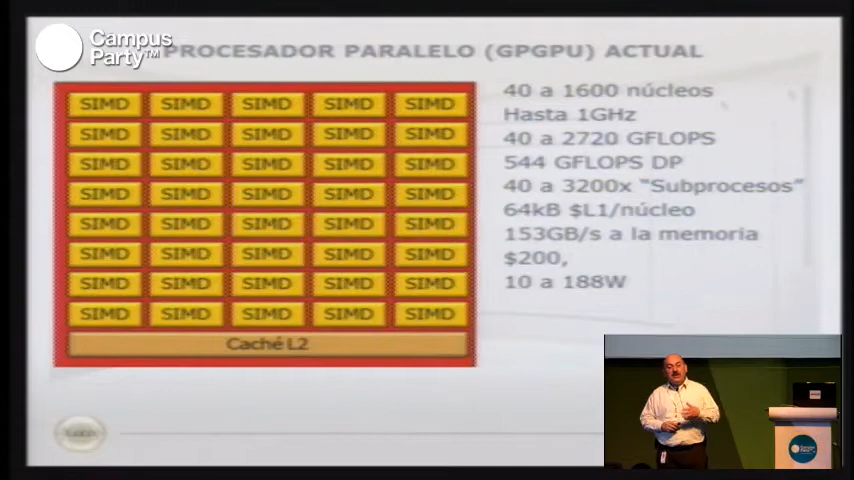 Campus
Party™
PROCESADOR PARALELO (GPGPU) ACTUAL
SIMD SIMD SIMD SIMD SIMD
SIMD SIMD SIMD SIMD SIMD
SIMD SIMD SIMD SIMD SIMD
SIMD SIMD SIMD SIMD SIMD
SIMD SIMD SIMD SIMD SIMD
SIMD SIMD SIMD SIMD SIMD
SIMD SIMD SIMD SIMD SIMD
SIMD SIMD SIMD SIMD SIMD
Caché L2
40 a 1600 núcleos
Hasta 1GHz
40 a 2720 GFLOPS
544 GFLOPS DP
40 a 3200x "Subprocesos"
64kB $L1/núcleo
153GB/s a la memoria
$200,
10 a 188W